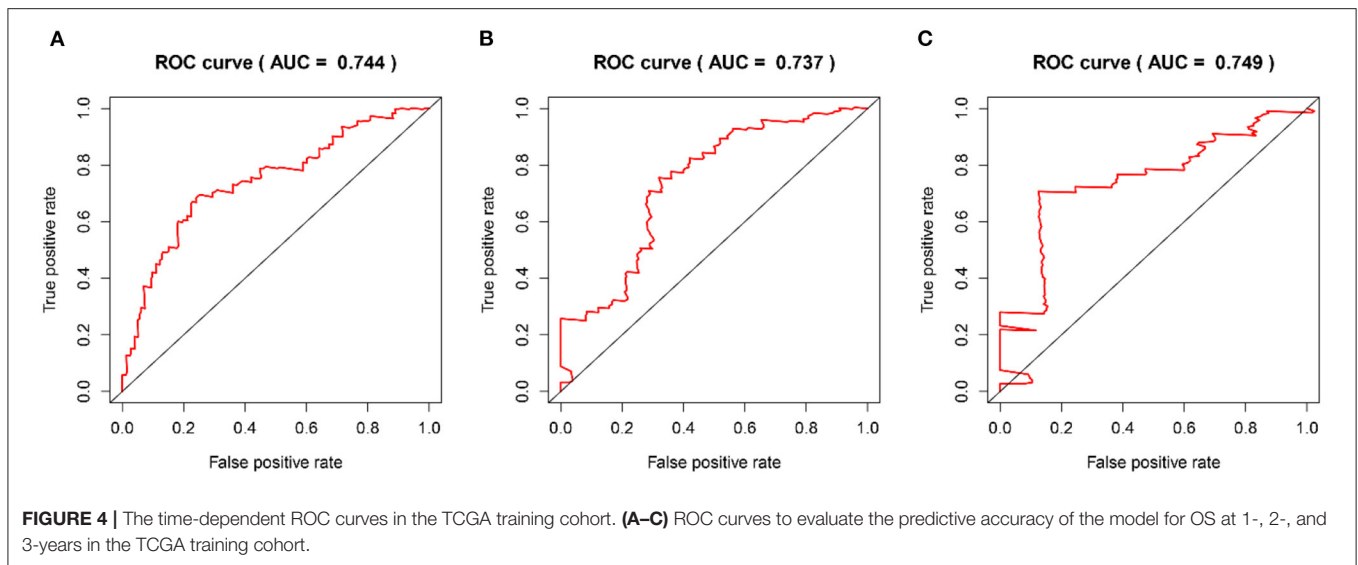 A
B
C
ROC curve ( AUC = 0.744 )
ROC curve ( AUC = 0.737 )
ROC curve ( AUC = 0.749 )
True positive rate
0.0 0.2 0.4 0.6 0.8 1.0
0.0 0.2 0.4 0.6 0.8 1.0
False positive rate
True positive rate
0.0 0.2 0.4 0.6 0.8 1.0
0.0 0.2 0.4 0.6 0.8 1.0
False positive rate
True positive rate
0.0 0.2 0.4 0.6 0.8 1.0
0.0 0.2 0.4 0.6 0.8 1.0
False positive rate
FIGURE 4 | The time-dependent ROC curves in the TCGA training cohort. (A–C) ROC curves to evaluate the predictive accuracy of the model for OS at 1-, 2-, and
3-years in the TCGA training cohort.